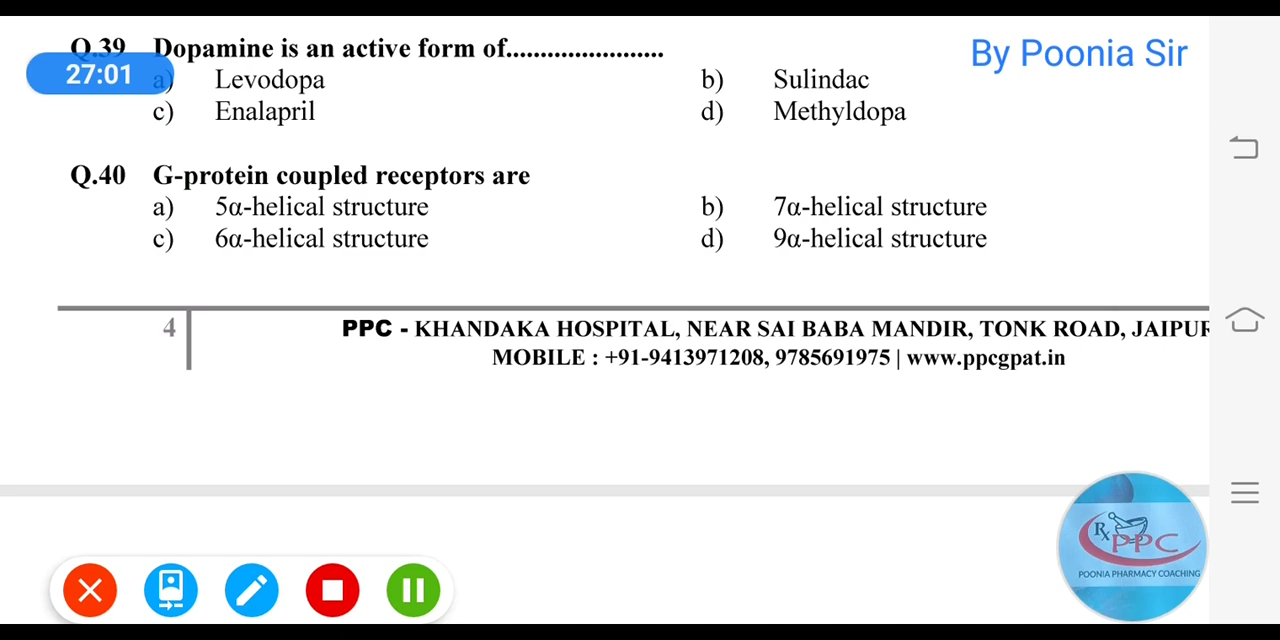 Q.39 Dopamine is an active form of........................
By Poonia Sir
27:01
a) Levodopa b) Sulindac
c) Enalapril d) Methyldopa
Q.40 G-protein coupled receptors are
a) 5α-helical structure b) 7α-helical structure
c) 6α-helical structure d) 9α-helical structure
4
PPC - KHANDAKA HOSPITAL, NEAR SAI BABA MANDIR, TONK ROAD, JAIPUR
MOBILE : +91-9413971208, 9785691975 | www.ppcgpat.in
Rx PPC
POONIA PHARMACY COACHING